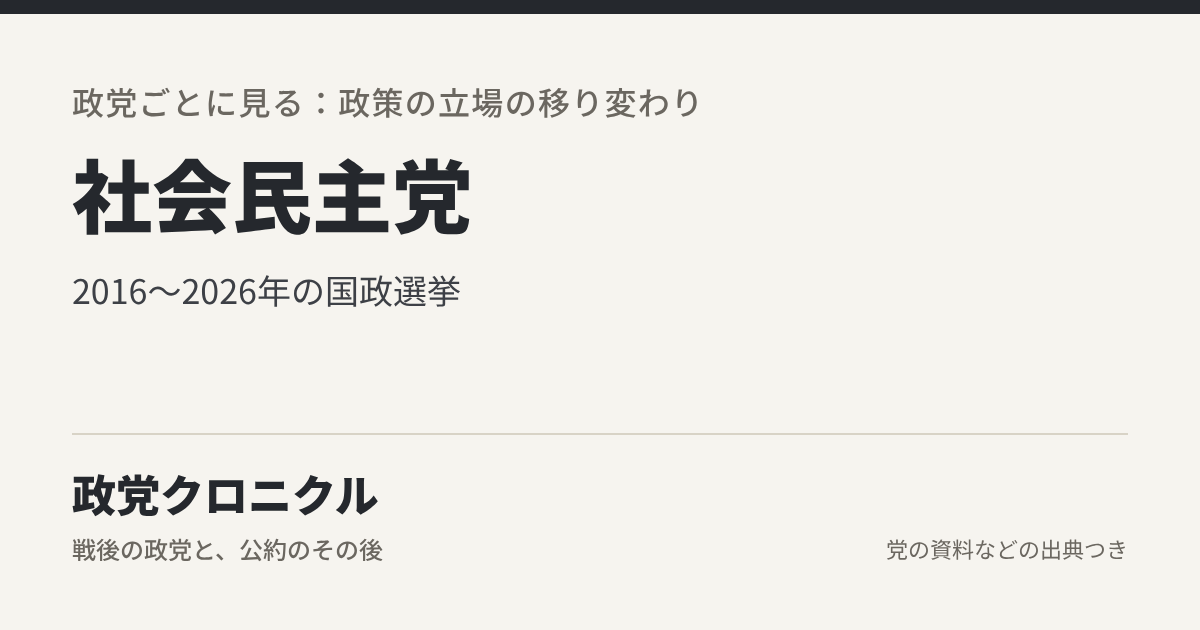 政党ごとに見る：政策の立場の移り変わり
社会民主党
2016〜2026年の国政選挙
政党クロニクル
戦後の政党と、公約のその後
党の資料などの出典つき